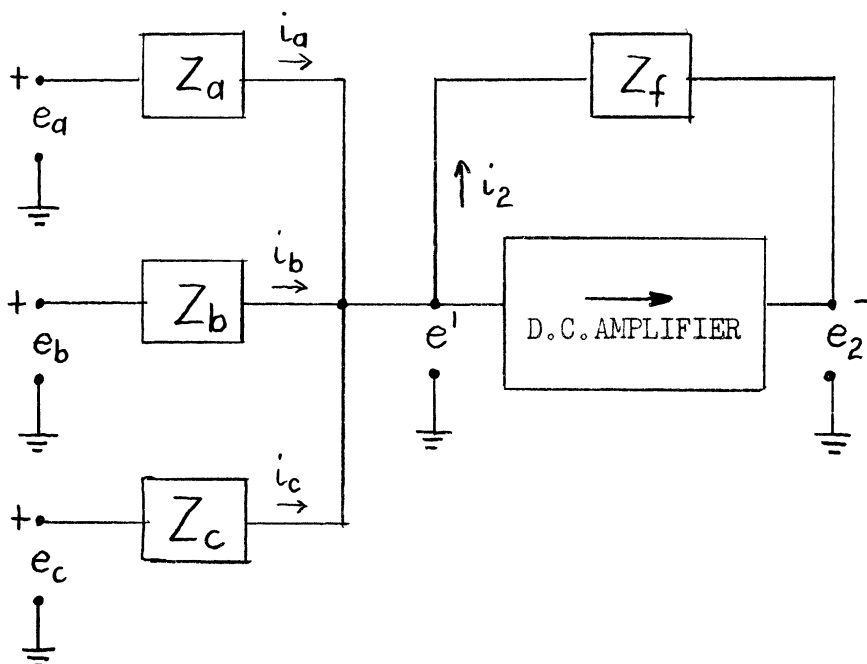 i_a
+
Z_a
Z_f
e_a
i_2
i_b
+
Z_b
-
e_b
e'
D.C. AMPLIFIER
e_2
i_c
+
Z_c
e_c